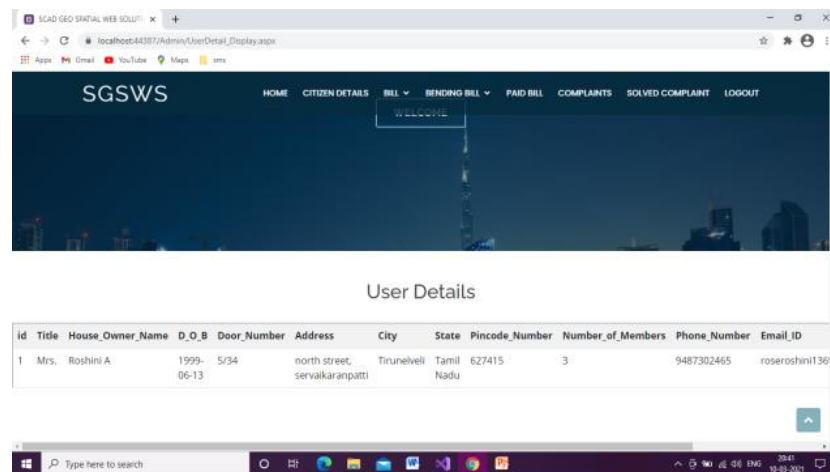 SCAD GEO SPATIAL WEB SOLUTI
localhost:44387/Admin/UserDetail_Display.aspx
Apps Gmail YouTube Maps sms
SGSWS HOME CITIZEN DETAILS BILL BENDING BILL PAID BILL COMPLAINTS SOLVED COMPLAINT LOGOUT
WELCOME
User Details
id Title House_Owner_Name D_O_B Door_Number Address City State Pincode_Number Number_of_Members Phone_Number Email_ID
1 Mrs. Roshini A 1999- 5/34 north street, Tirunelveli Tamil 627415 3 9487302465 roseroshini136
06-13 servaikaranpatti Nadu
Type here to search ENG 20:41
10-03-2021